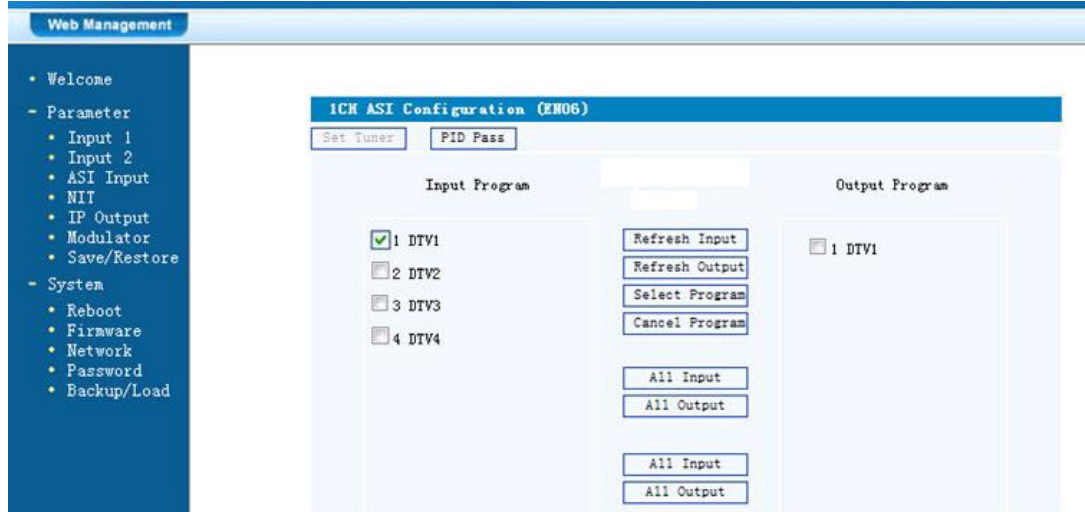 Web Management
Welcome
Parameter
Input 1
Input 2
ASI Input
NIT
IP Output
Modulator
Save/Restore
System
Reboot
Firmware
Network
Password
Backup/Load
1CH ASI Configuration (EN06)
Set Tuner
PID Pass
Input Program
Output Program
1 DTV1
2 DTV2
3 DTV3
4 DTV4
Refresh Input
Refresh Output
Select Program
Cancel Program
All Input
All Output
All Input
All Output
1 DTV1